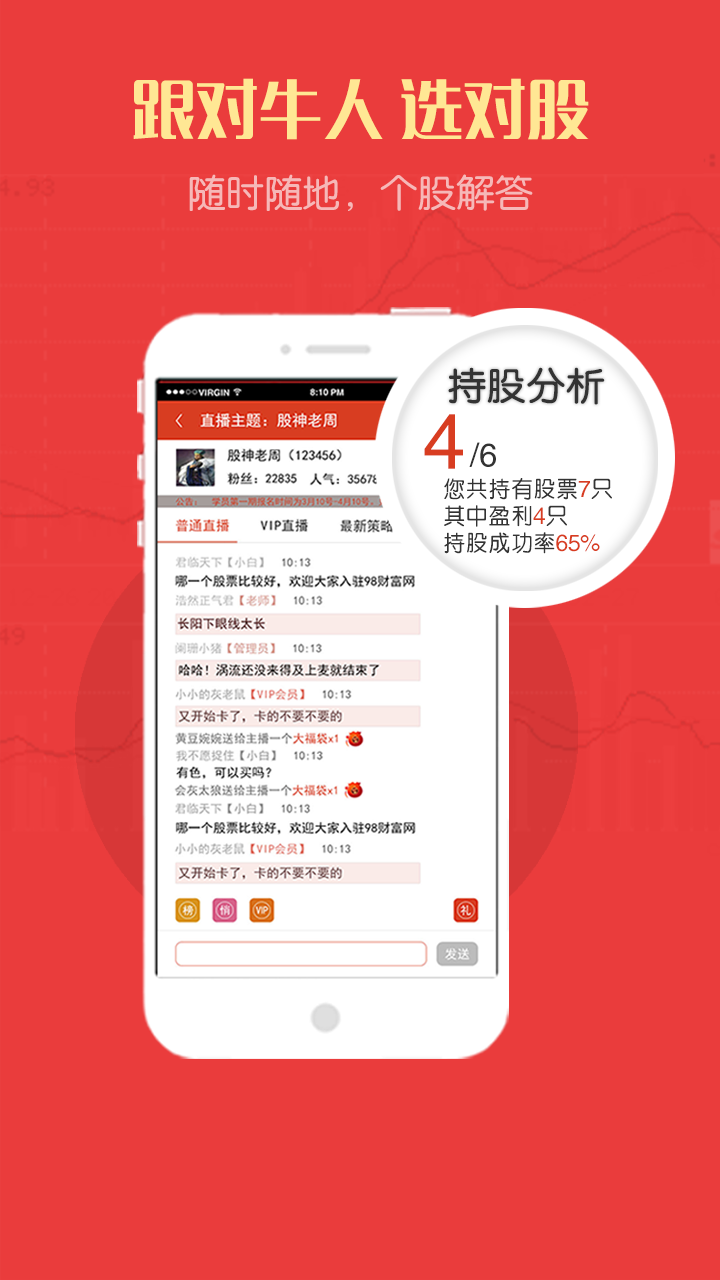 跟对牛人 选对股
随时随地，个股解答
4.93
49
持股分析
4/6
您共持有股票7只
其中盈利4只
持股成功率65%
VIRGIN 8:10 PM
直播主题：股神老周
股神老周（123456）
粉丝：22835 人气：35678
公告： 学员第一期报名时间为3月10号-4月10号，
普通直播 VIP直播 最新策略
君临天下【小白】 10:13
哪一个股票比较好，欢迎大家入驻98财富网
浩然正气君【老师】 10:13
长阳下眼线太长
阑珊小猪【管理员】 10:13
哈哈！涡流还没来得及上麦就结束了
小小的灰老鼠【VIP会员】 10:13
又开始卡了，卡的不要不要的
黄豆婉婉送给主播一个大福袋x1
我不愿捉住【小白】 10:13
有色，可以买吗？
会灰太狼送给主播一个大福袋x1
君临天下【小白】 10:13
哪一个股票比较好，欢迎大家入驻98财富网
小小的灰老鼠【VIP会员】 10:13
又开始卡了，卡的不要不要的
榜 悄 VIP 礼
发送